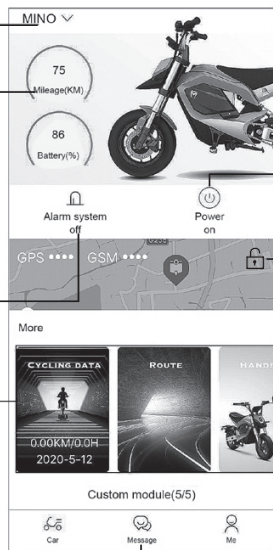 MINO
75
Mileage(KM)
86
Battery(%)
Alarm system
off
Power
on
GPS GSM
More
CYCLING DATA
0.00KM/0.0H
2020-5-12
ROUTE
Custom module(5/5)
Car
Message
Me